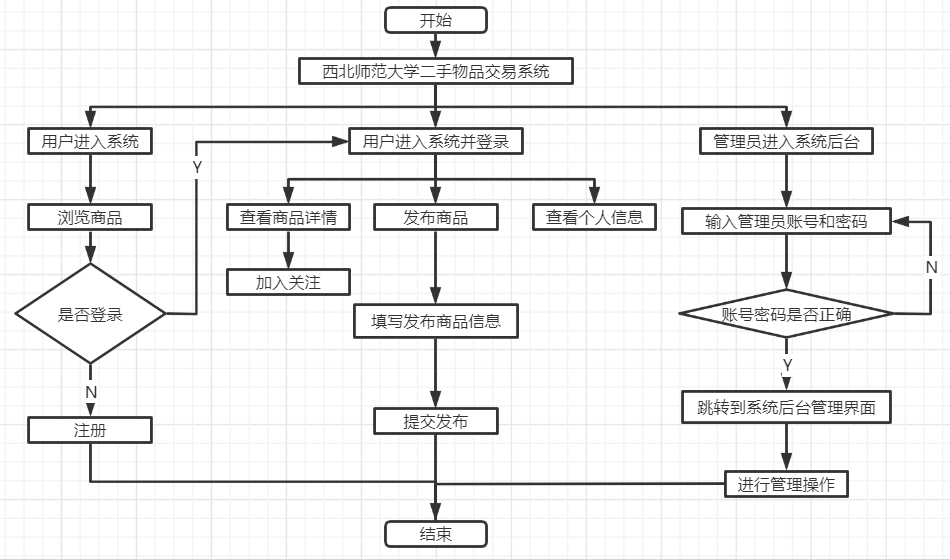 开始
西北师范大学二手物品交易系统
用户进入系统
用户进入系统并登录
管理员进入系统后台
Y
浏览商品
查看商品详情
发布商品
查看个人信息
输入管理员账号和密码
N
加入关注
是否登录
填写发布商品信息
账号密码是否正确
Y
N
跳转到系统后台管理界面
注册
提交发布
进行管理操作
结束